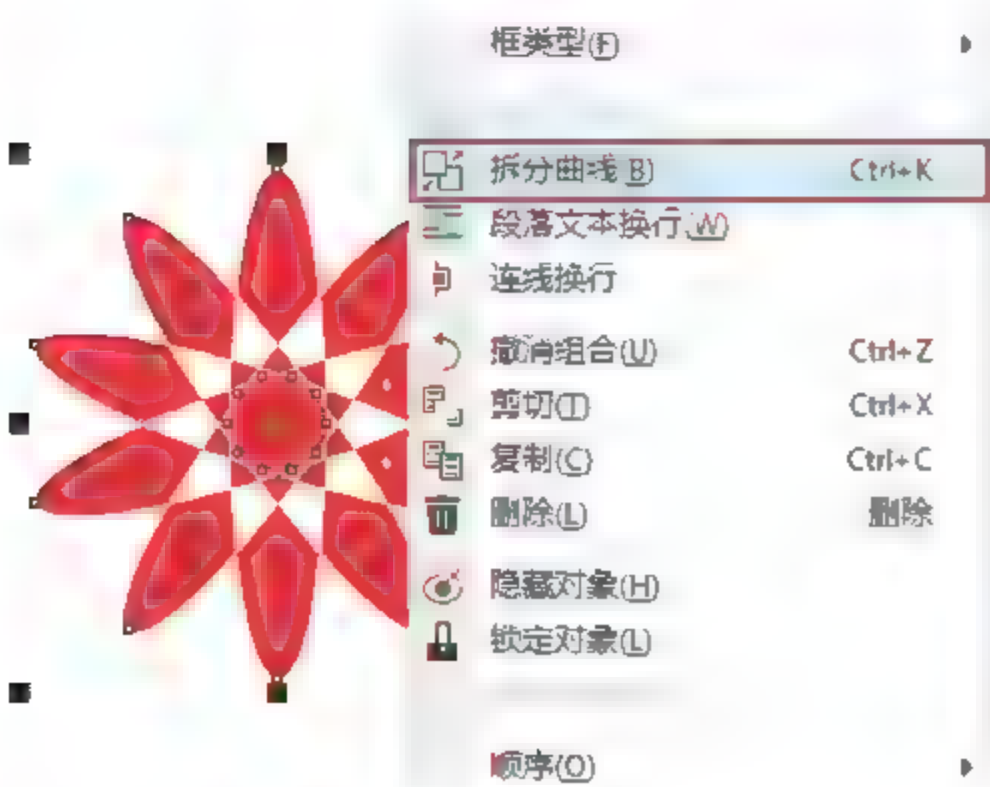 框类型(F)
拆分曲线(B) Ctrl+K
段落文本换行(W)
连线换行
撤消组合(U) Ctrl+Z
剪切(T) Ctrl+X
复制(C) Ctrl+C
删除(L) 删除
隐藏对象(H)
锁定对象(L)
顺序(O)